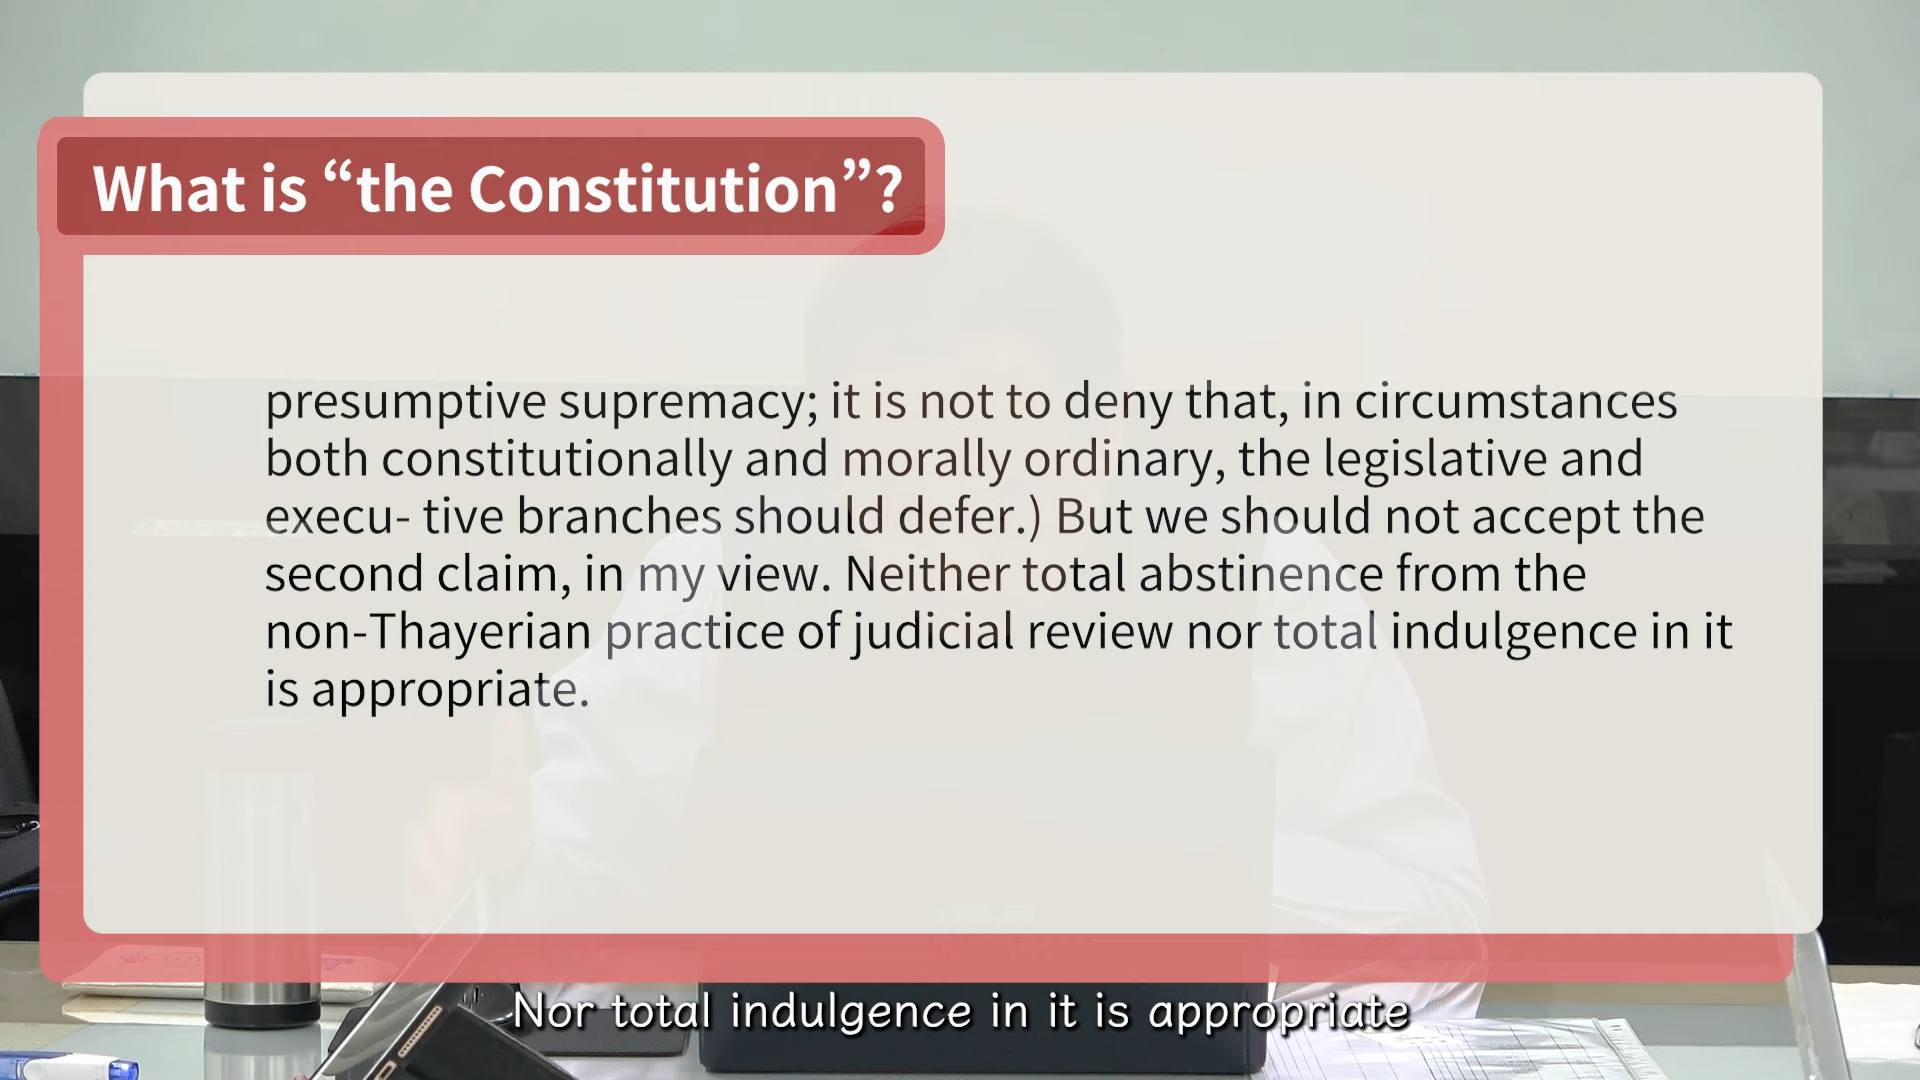 What is “the Constitution”?
presumptive supremacy; it is not to deny that, in circumstances
both constitutionally and morally ordinary, the legislative and
execu- tive branches should defer.) But we should not accept the
second claim, in my view. Neither total abstinence from the
non-Thayerian practice of judicial review nor total indulgence in it
is appropriate.
Nor total indulgence in it is appropriate